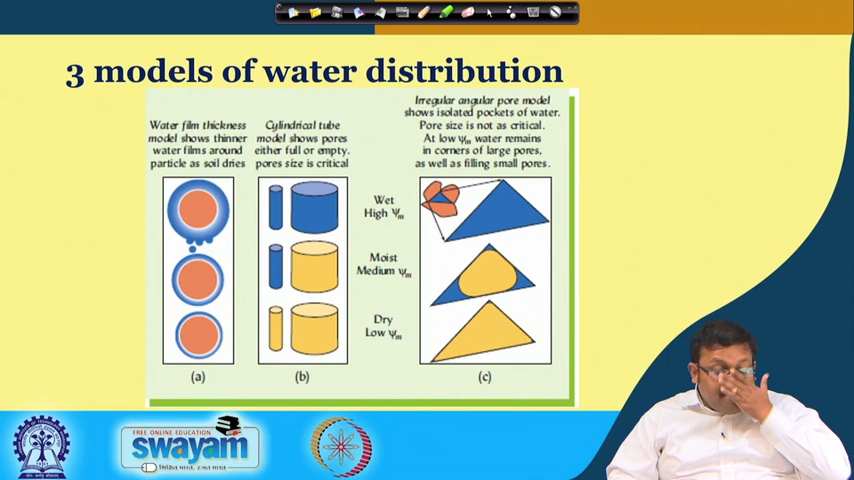 3 models of water distribution
Water film thickness
model shows thinner
water films around
particle as soil dries
Cylindrical tube
model shows pores
either full or empty.
pores size is critical
Irregular angular pore model
shows isolated pockets of water.
Pore size is not as critical.
At low ψm water remains
in corners of large pores,
as well as filling small pores.
Wet
High ψm
Moist
Medium ψm
Dry
Low ψm
(a)
(b)
(c)
FREE ONLINE EDUCATION
swayam